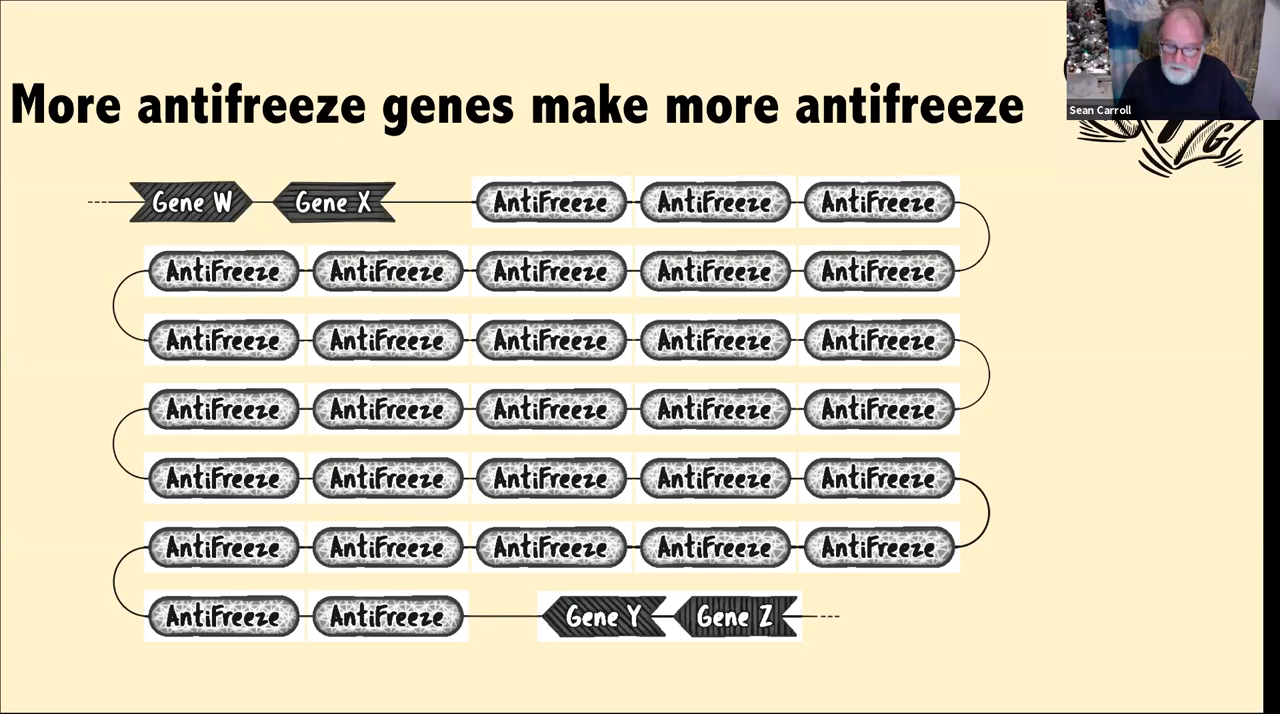 More antifreeze genes make more antifreeze
Sean Carroll
G
Gene W Gene X AntiFreeze AntiFreeze AntiFreeze
AntiFreeze AntiFreeze AntiFreeze AntiFreeze AntiFreeze
AntiFreeze AntiFreeze AntiFreeze AntiFreeze AntiFreeze
AntiFreeze AntiFreeze AntiFreeze AntiFreeze AntiFreeze
AntiFreeze AntiFreeze AntiFreeze AntiFreeze AntiFreeze
AntiFreeze AntiFreeze AntiFreeze AntiFreeze AntiFreeze
AntiFreeze AntiFreeze Gene Y Gene Z